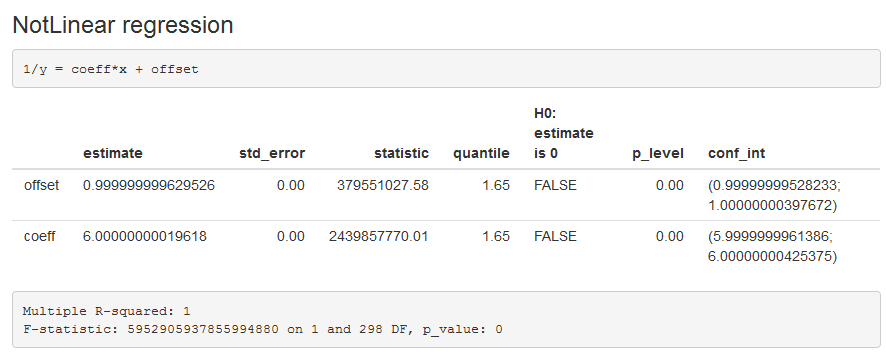 NotLinear regression
1/y = coeff*x + offset
H0:
estimate
estimate std_error statistic quantile is 0 p_level conf_int
offset 0.999999999629526 0.00 379551027.58 1.65 FALSE 0.00 (0.99999999528233;
1.00000000397672)
coeff 6.00000000019618 0.00 2439857770.01 1.65 FALSE 0.00 (5.9999999961386;
6.00000000425375)
Multiple R-squared: 1
F-statistic: 5952905937855994880 on 1 and 298 DF, p_value: 0